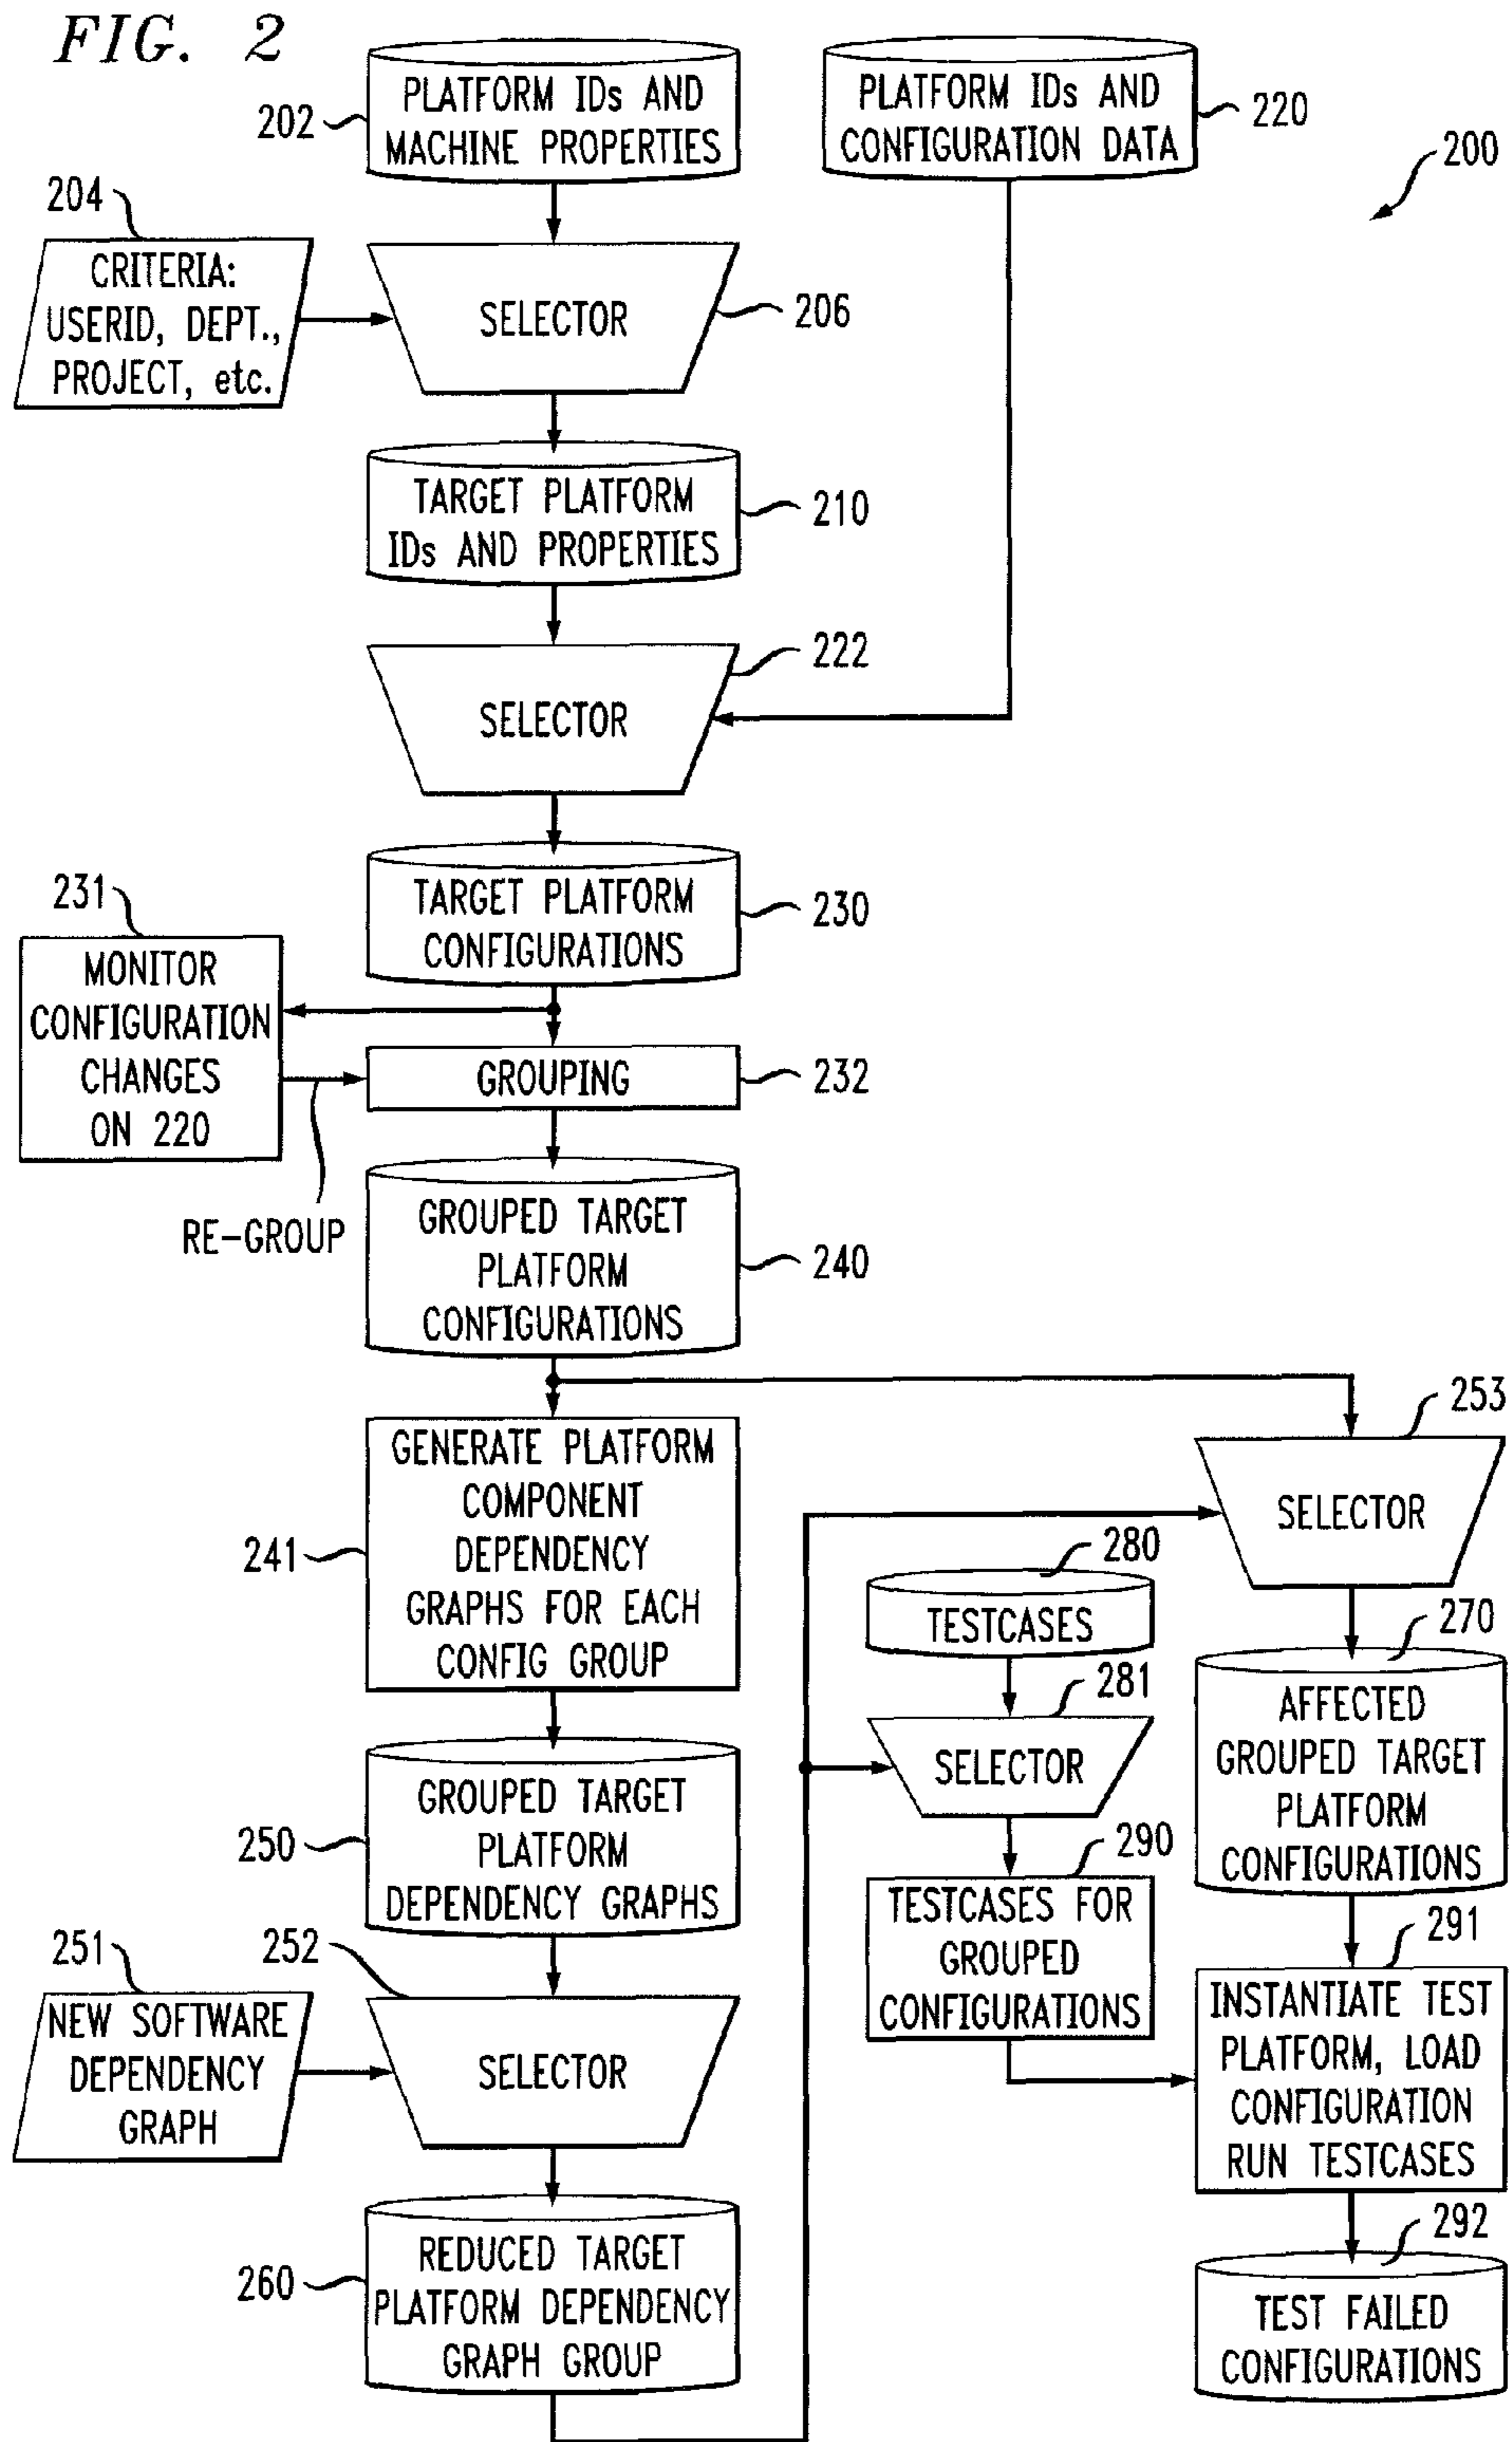 FIG. 2
PLATFORM IDs AND
MACHINE PROPERTIES
202
PLATFORM IDs AND
CONFIGURATION DATA
220
200
204
CRITERIA:
USERID, DEPT.,
PROJECT, etc.
SELECTOR
206
TARGET PLATFORM
IDs AND PROPERTIES
210
222
SELECTOR
TARGET PLATFORM
CONFIGURATIONS
230
231
MONITOR
CONFIGURATION
CHANGES
ON 220
GROUPING
232
RE-GROUP
GROUPED TARGET
PLATFORM
CONFIGURATIONS
240
GENERATE PLATFORM
COMPONENT
DEPENDENCY
GRAPHS FOR EACH
CONFIG GROUP
241
253
SELECTOR
280
TESTCASES
281
SELECTOR
270
AFFECTED
GROUPED TARGET
PLATFORM
CONFIGURATIONS
GROUPED TARGET
PLATFORM
DEPENDENCY GRAPHS
250
290
TESTCASES FOR
GROUPED
CONFIGURATIONS
291
INSTANTIATE TEST
PLATFORM, LOAD
CONFIGURATION
RUN TESTCASES
251
NEW SOFTWARE
DEPENDENCY
GRAPH
252
SELECTOR
REDUCED TARGET
PLATFORM DEPENDENCY
GRAPH GROUP
260
292
TEST FAILED
CONFIGURATIONS